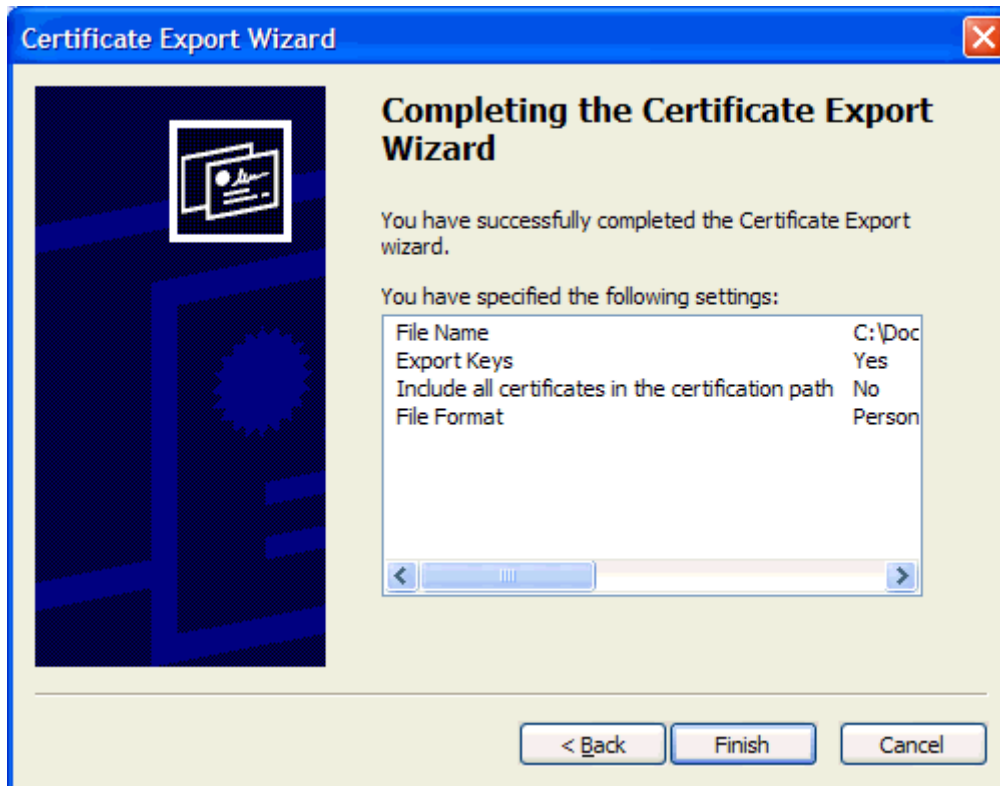 Certificate Export Wizard
Completing the Certificate Export
Wizard
You have successfully completed the Certificate Export
wizard.
You have specified the following settings:
File Name C:\Doc
Export Keys Yes
Include all certificates in the certification path No
File Format Person
< Back Finish Cancel